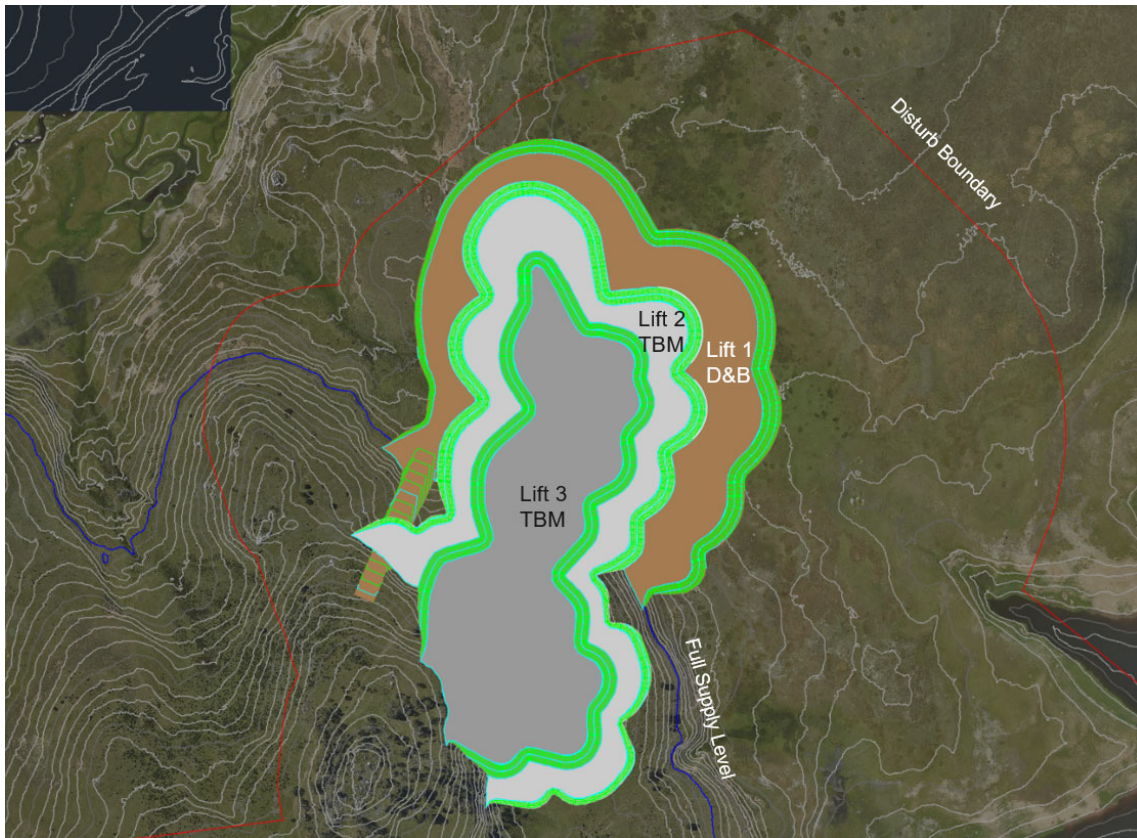 Disturb Boundary
Lift 2
TBM
Lift 1
D&B
Lift 3
TBM
Full Supply Level